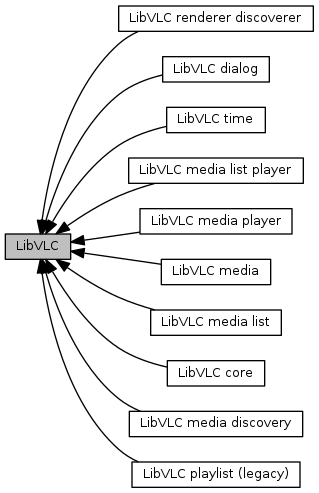 LibVLC renderer discoverer
LibVLC dialog
LibVLC time
LibVLC media list player
LibVLC media player
LibVLC
LibVLC media
LibVLC media list
LibVLC core
LibVLC media discovery
LibVLC playlist (legacy)